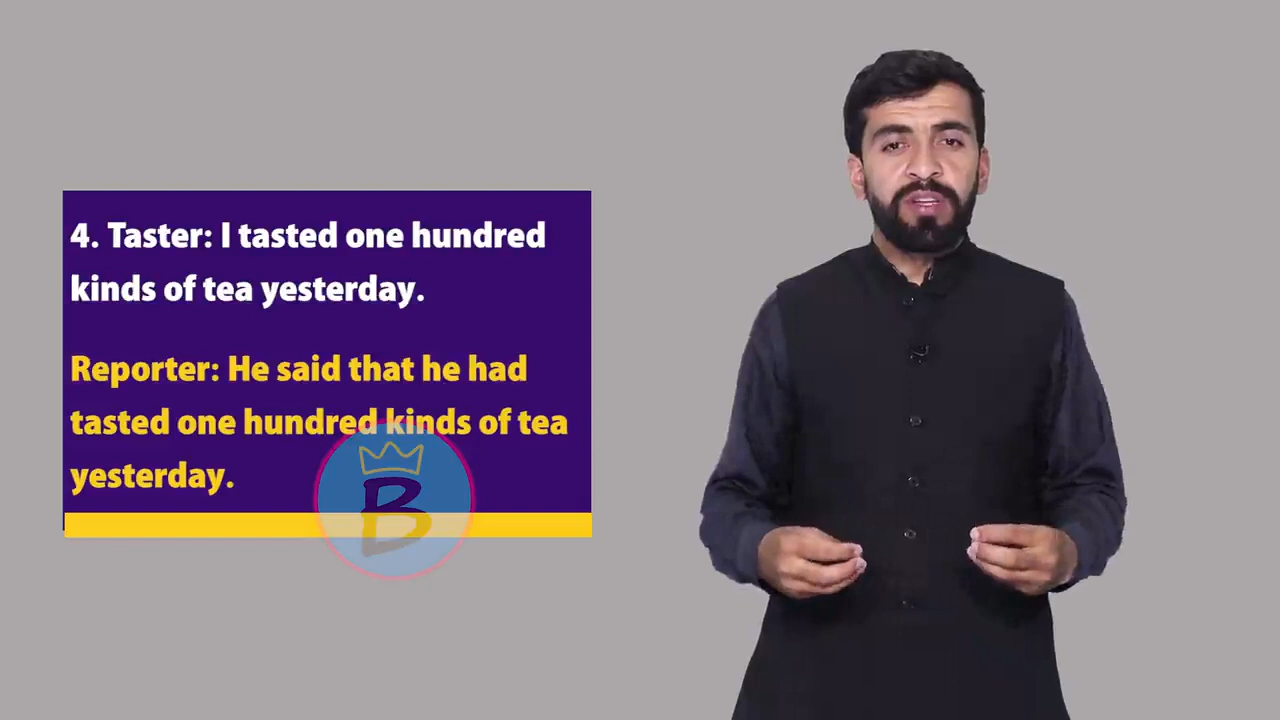 4. Taster: I tasted one hundred
kinds of tea yesterday.
Reporter: He said that he had
tasted one hundred kinds of tea
yesterday.
B